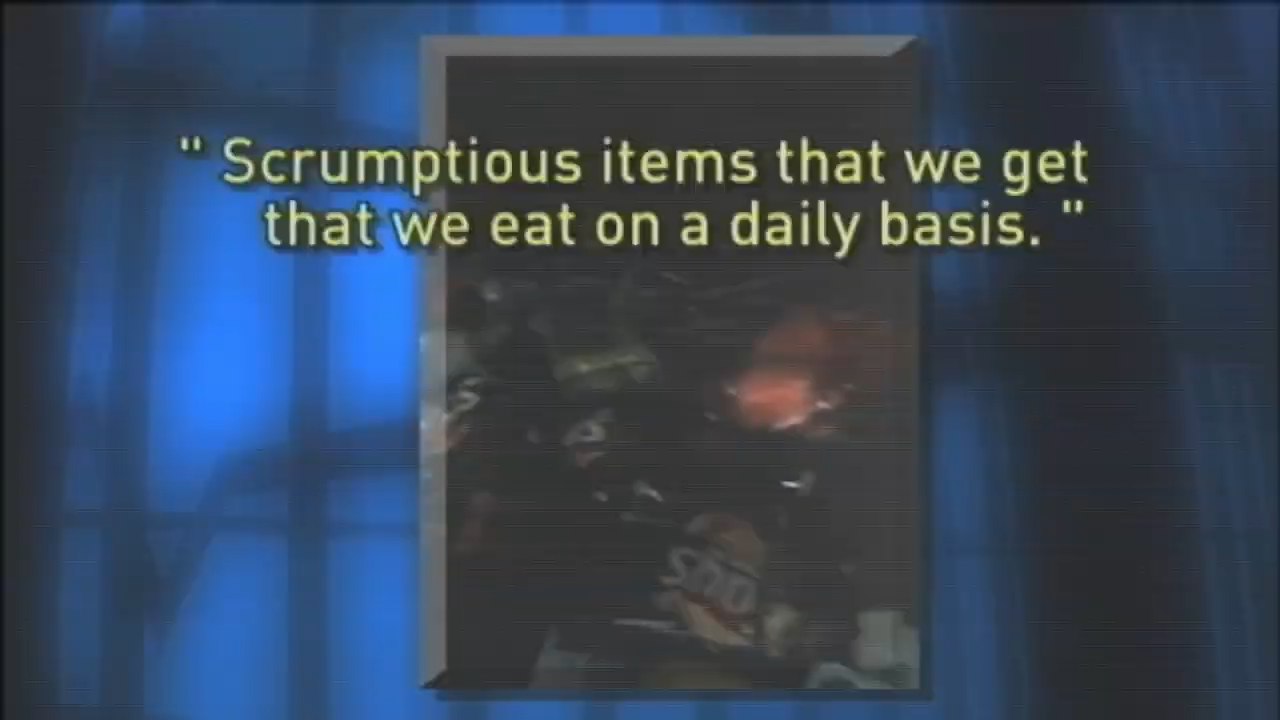 " Scrumptious items that we get
that we eat on a daily basis. "